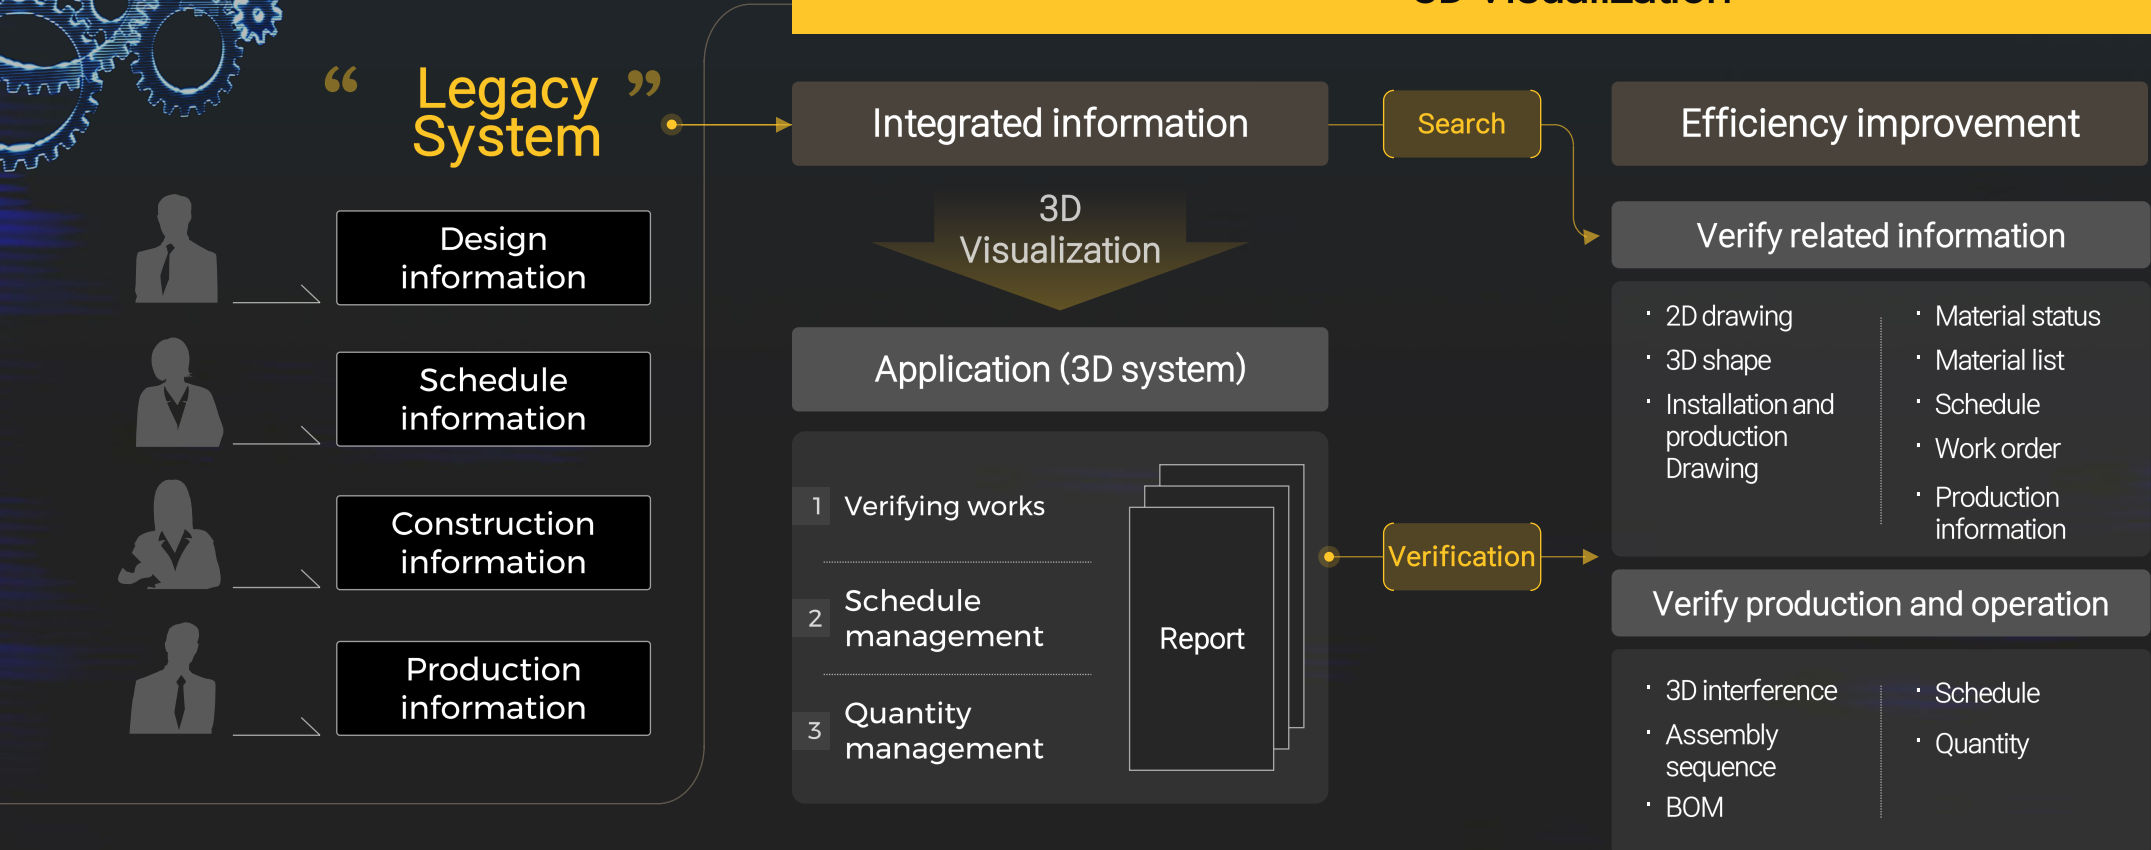 3D Visualization
“ Legacy ”
System
Design
information
Schedule
information
Construction
information
Production
information
Integrated information
3D
Visualization
Application (3D system)
1 Verifying works
2 Schedule
management
3 Quantity
management
Report
Search
Verification
Efficiency improvement
Verify related information
· 2D drawing
· 3D shape
· Installation and
production
Drawing
· Material status
· Material list
· Schedule
· Work order
· Production
information
Verify production and operation
· 3D interference
· Assembly
sequence
· BOM
· Schedule
· Quantity